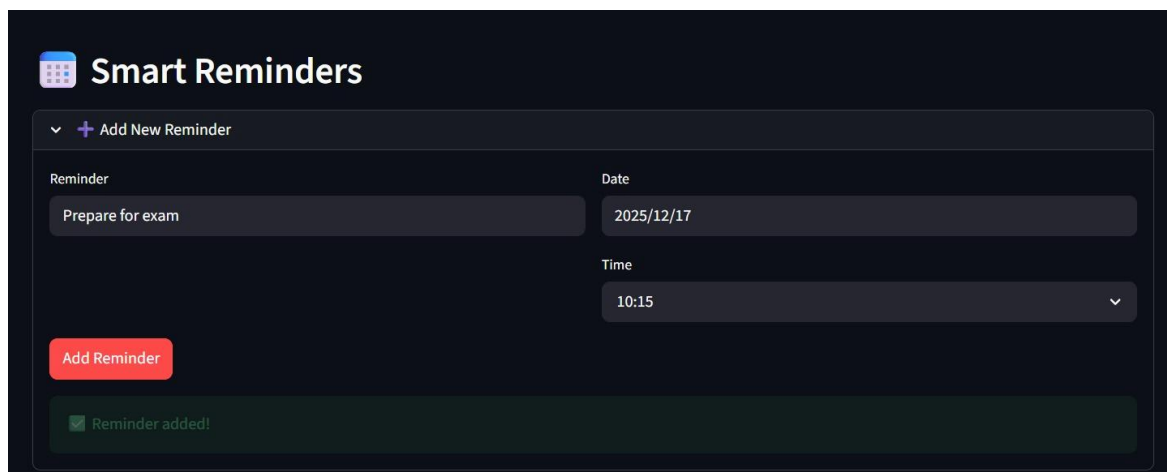 Smart Reminders
Add New Reminder
Reminder
Date
Prepare for exam
2025/12/17
Time
10:15
Add Reminder
Reminder added!